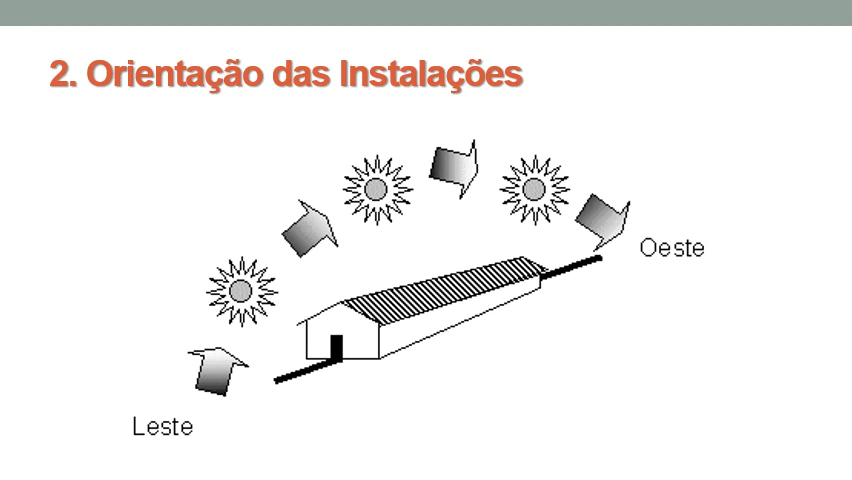 2. Orientação das Instalações
Oeste
Leste